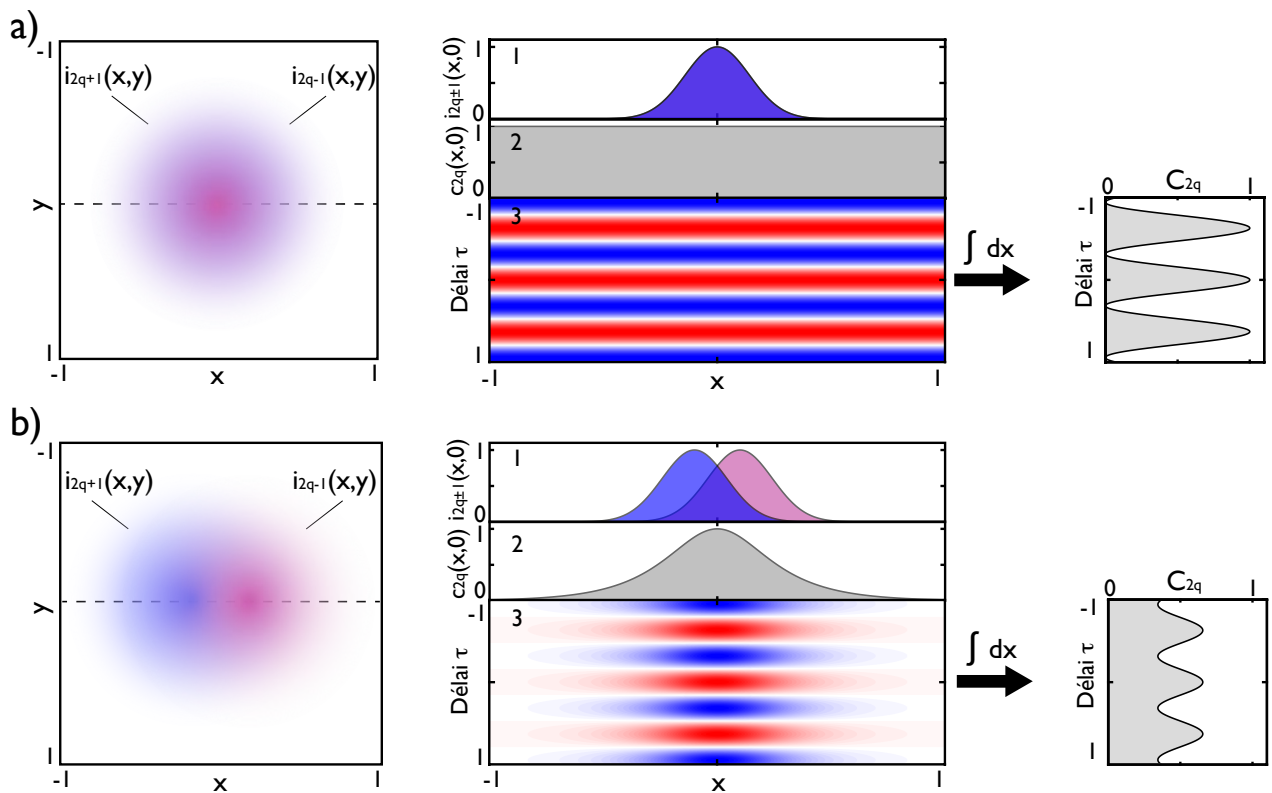 a)
-1
i2q+1(x,y)
i2q-1(x,y)
y
1
-1
x
1
1
i2q±1(x,0)
1
0
2
c2q(x,0)
1
0
3
-1
Délai τ
1
-1
x
1
∫ dx
0
C2q
1
-1
Délai τ
1
b)
-1
i2q+1(x,y)
i2q-1(x,y)
y
1
-1
x
1
1
i2q±1(x,0)
1
0
2
c2q(x,0)
1
0
3
-1
Délai τ
1
-1
x
1
∫ dx
0
C2q
1
-1
Délai τ
1